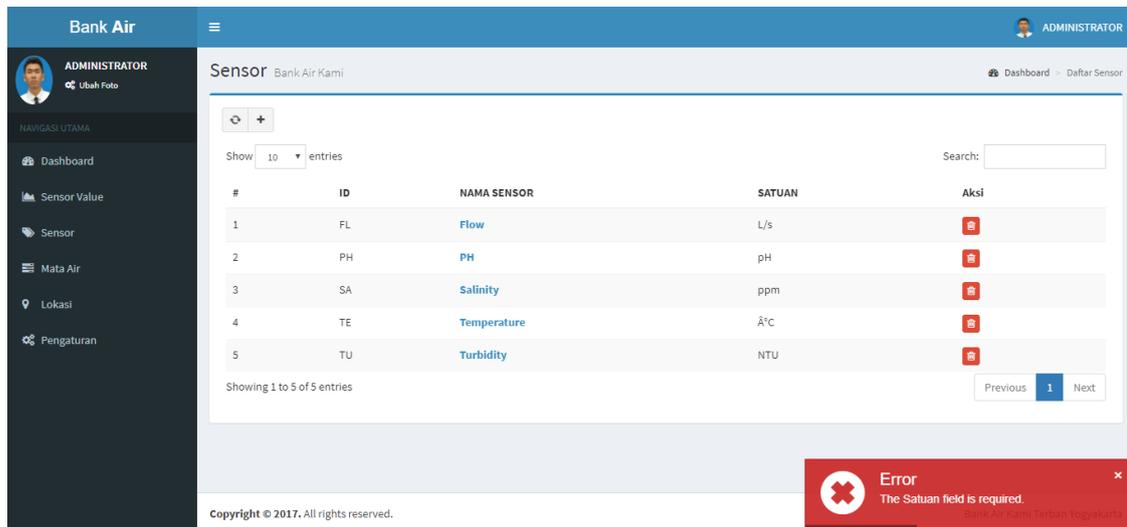 Bank Air
ADMINISTRATOR
ADMINISTRATOR
Ubah Foto
Sensor Bank Air Kami
Dashboard > Daftar Sensor
NAVIGASI UTAMA
Dashboard
Sensor Value
Sensor
Mata Air
Lokasi
Pengaturan
Show 10 entries
Search:
# ID NAMA SENSOR SATUAN Aksi
1 FL Flow L/s
2 PH PH pH
3 SA Salinity ppm
4 TE Temperature Â°C
5 TU Turbidity NTU
Showing 1 to 5 of 5 entries
Previous 1 Next
Error ×
The Satuan field is required.
Copyright © 2017. All rights reserved.
Bank Air Kami Terban Yogyakarta